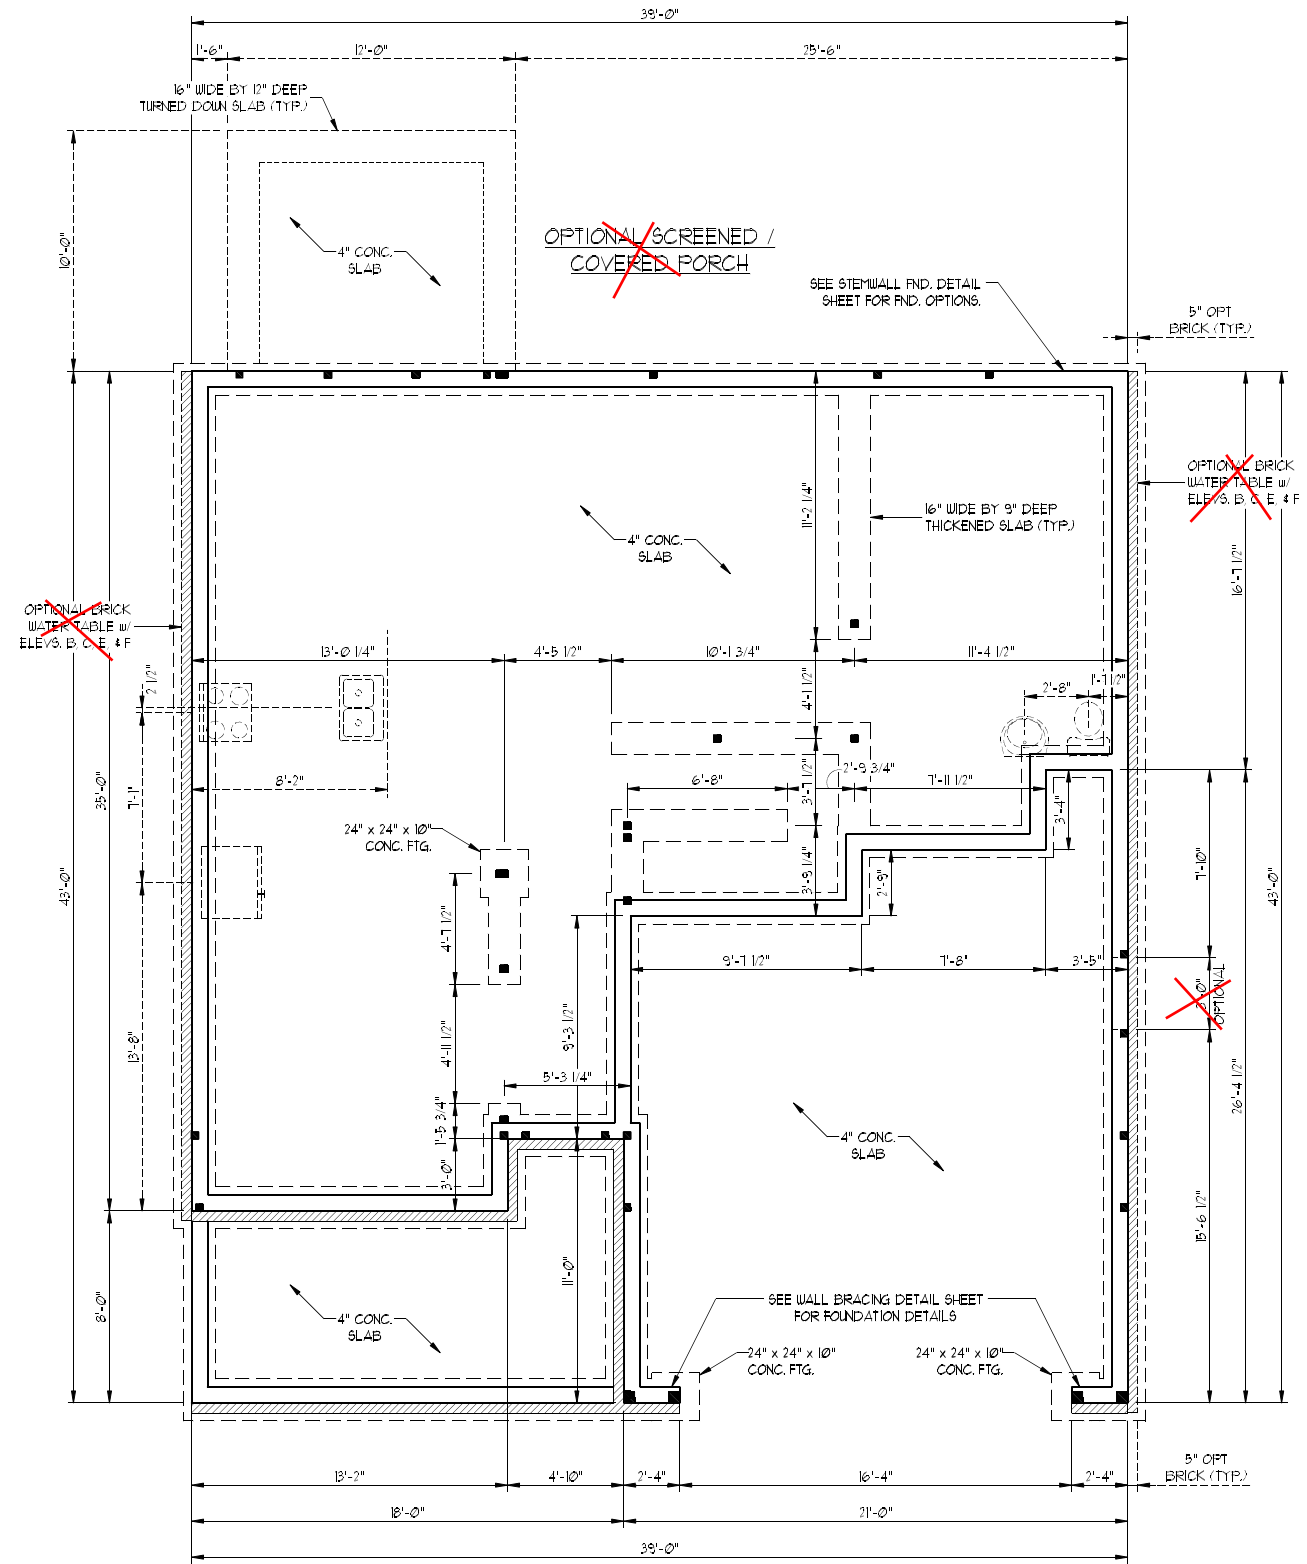 39'-0"
1'-6"
12'-0"
25'-6"
16" WIDE BY 12" DEEP
TURNED DOWN SLAB (TYP.)
10'-0"
4" CONC.
SLAB
OPTIONAL SCREENED /
COVERED PORCH
SEE STEMWALL FND. DETAIL
SHEET FOR FND. OPTIONS.
5" OPT
BRICK (TYP.)
OPTIONAL BRICK
WATER TABLE w/
ELEVS. B, C, E, & F
11'-2 1/4"
16" WIDE BY 9" DEEP
THICKENED SLAB (TYP.)
4" CONC.
SLAB
16'-7 1/2"
OPTIONAL BRICK
WATER TABLE w/
ELEVS. B, C, E, & F
13'-0 1/4"
4'-5 1/2"
10'-1 3/4"
11'-4 1/2"
2 1/2"
4'-1 1/2"
2'-8"
1'-7 1/2"
8'-2"
6'-8"
2'-9 3/4"
7'-11 1/2"
35'-0"
7'-1"
3'-7 1/2"
3'-4"
24" x 24" x 10"
CONC. FTG.
43'-0"
3'-9 1/4"
2'-9"
7'-10"
43'-0"
4'-7 1/2"
9'-7 1/2"
7'-8"
3'-5"
OPTIONAL
13'-8"
4'-11 1/2"
9'-3 1/2"
5'-3 1/4"
26'-4 1/2"
1'-5 3/4"
3'-0"
4" CONC.
SLAB
15'-6 1/2"
11'-0"
8'-0"
4" CONC.
SLAB
SEE WALL BRACING DETAIL SHEET
FOR FOUNDATION DETAILS
24" x 24" x 10"
CONC. FTG.
24" x 24" x 10"
CONC. FTG.
13'-2"
4'-10"
2'-4"
16'-4"
2'-4"
5" OPT
BRICK (TYP.)
18'-0"
21'-0"
39'-0"